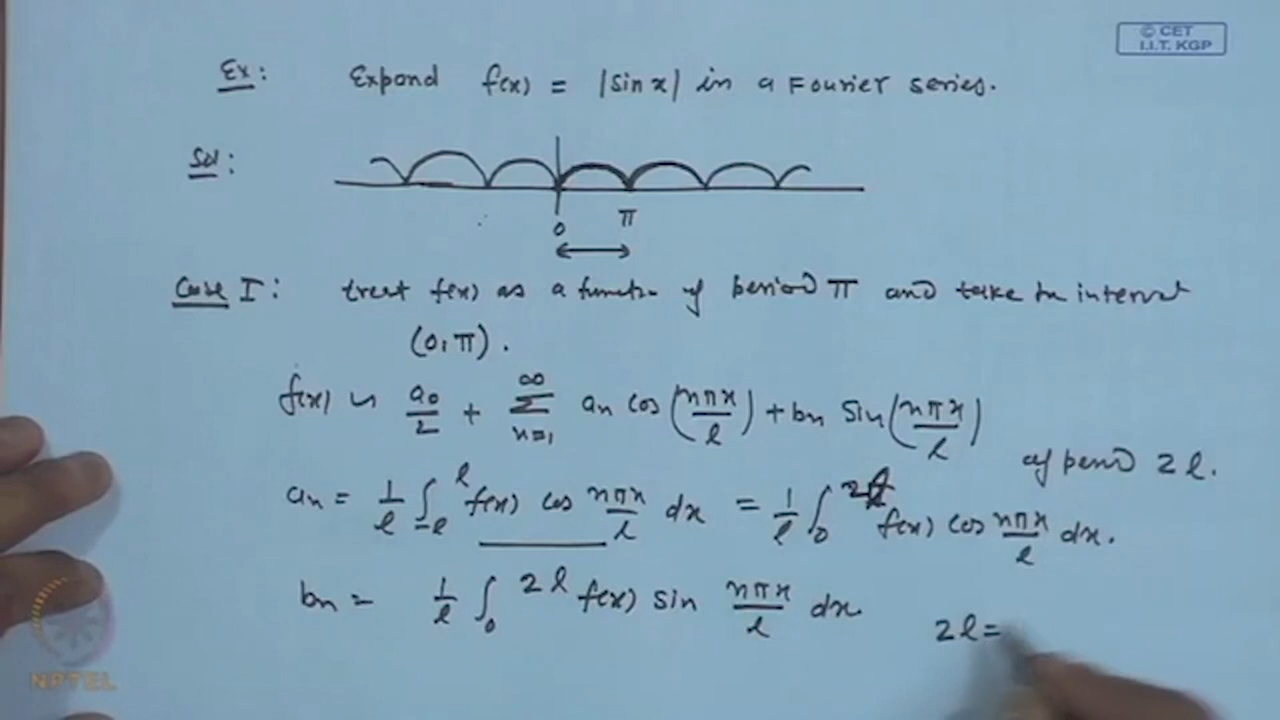 © CET
I.I.T. KGP
Ex: Expand f(x) = |sin x| in a Fourier series.
Sol:
0 π
Case I: treat f(x) as a function of period π and take the interval
(0, π).
f(x) ~ a0/2 + ∞ Σ n=1 an cos (nπx/l) + bn sin (nπx/l)
of period 2l.
an = 1/l ∫_{-l}^{l} f(x) cos nπx/l dx = 1/l ∫_0^{2l} f(x) cos nπx/l dx.
bn = 1/l ∫_0^{2l} f(x) sin nπx/l dx
2l=
NPTEL